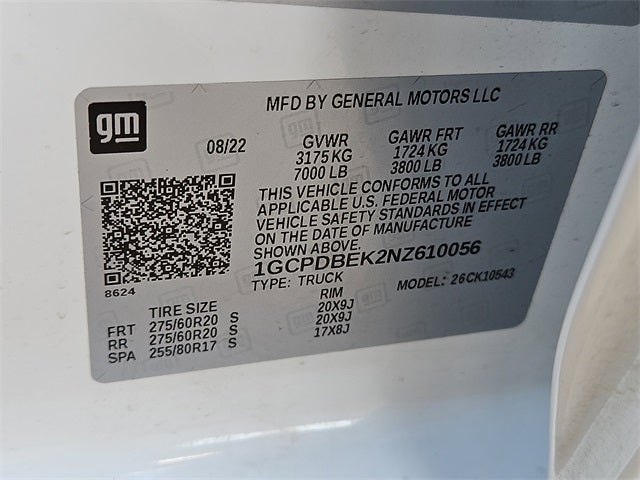 gm
MFD BY GENERAL MOTORS LLC
08/22
GVWR
3175 KG
7000 LB
GAWR FRT
1724 KG
3800 LB
GAWR RR
1724 KG
3800 LB
THIS VEHICLE CONFORMS TO ALL
APPLICABLE U.S. FEDERAL MOTOR
VEHICLE SAFETY STANDARDS IN EFFECT
ON THE DATE OF MANUFACTURE
SHOWN ABOVE.
1GCPDBEK2NZ610056
TYPE: TRUCK
MODEL: 26CK10543
8624
TIRE SIZE RIM
FRT 275/60R20 S 20X9J
RR 275/60R20 S 20X9J
SPA 255/80R17 S 17X8J